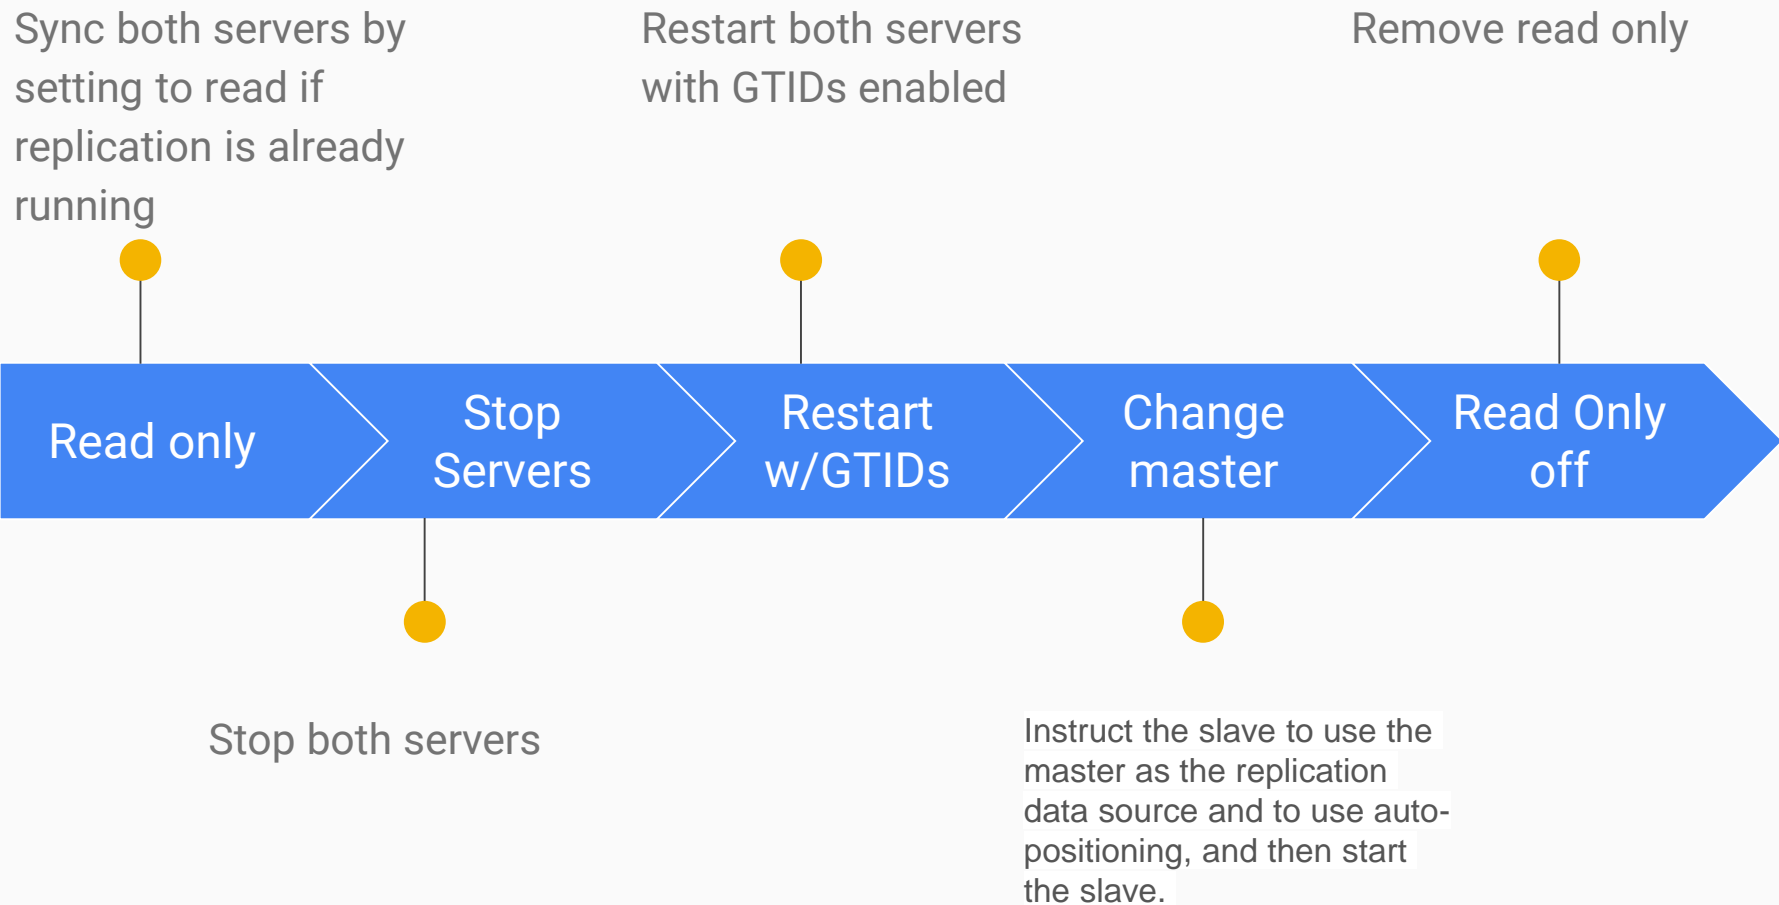 Sync both servers by
setting to read if
replication is already
running
Restart both servers
with GTIDs enabled
Remove read only
Read only
Stop
Servers
Restart
w/GTIDs
Change
master
Read Only
off
Stop both servers
Instruct the slave to use the
master as the replication
data source and to use auto-
positioning, and then start
the slave.